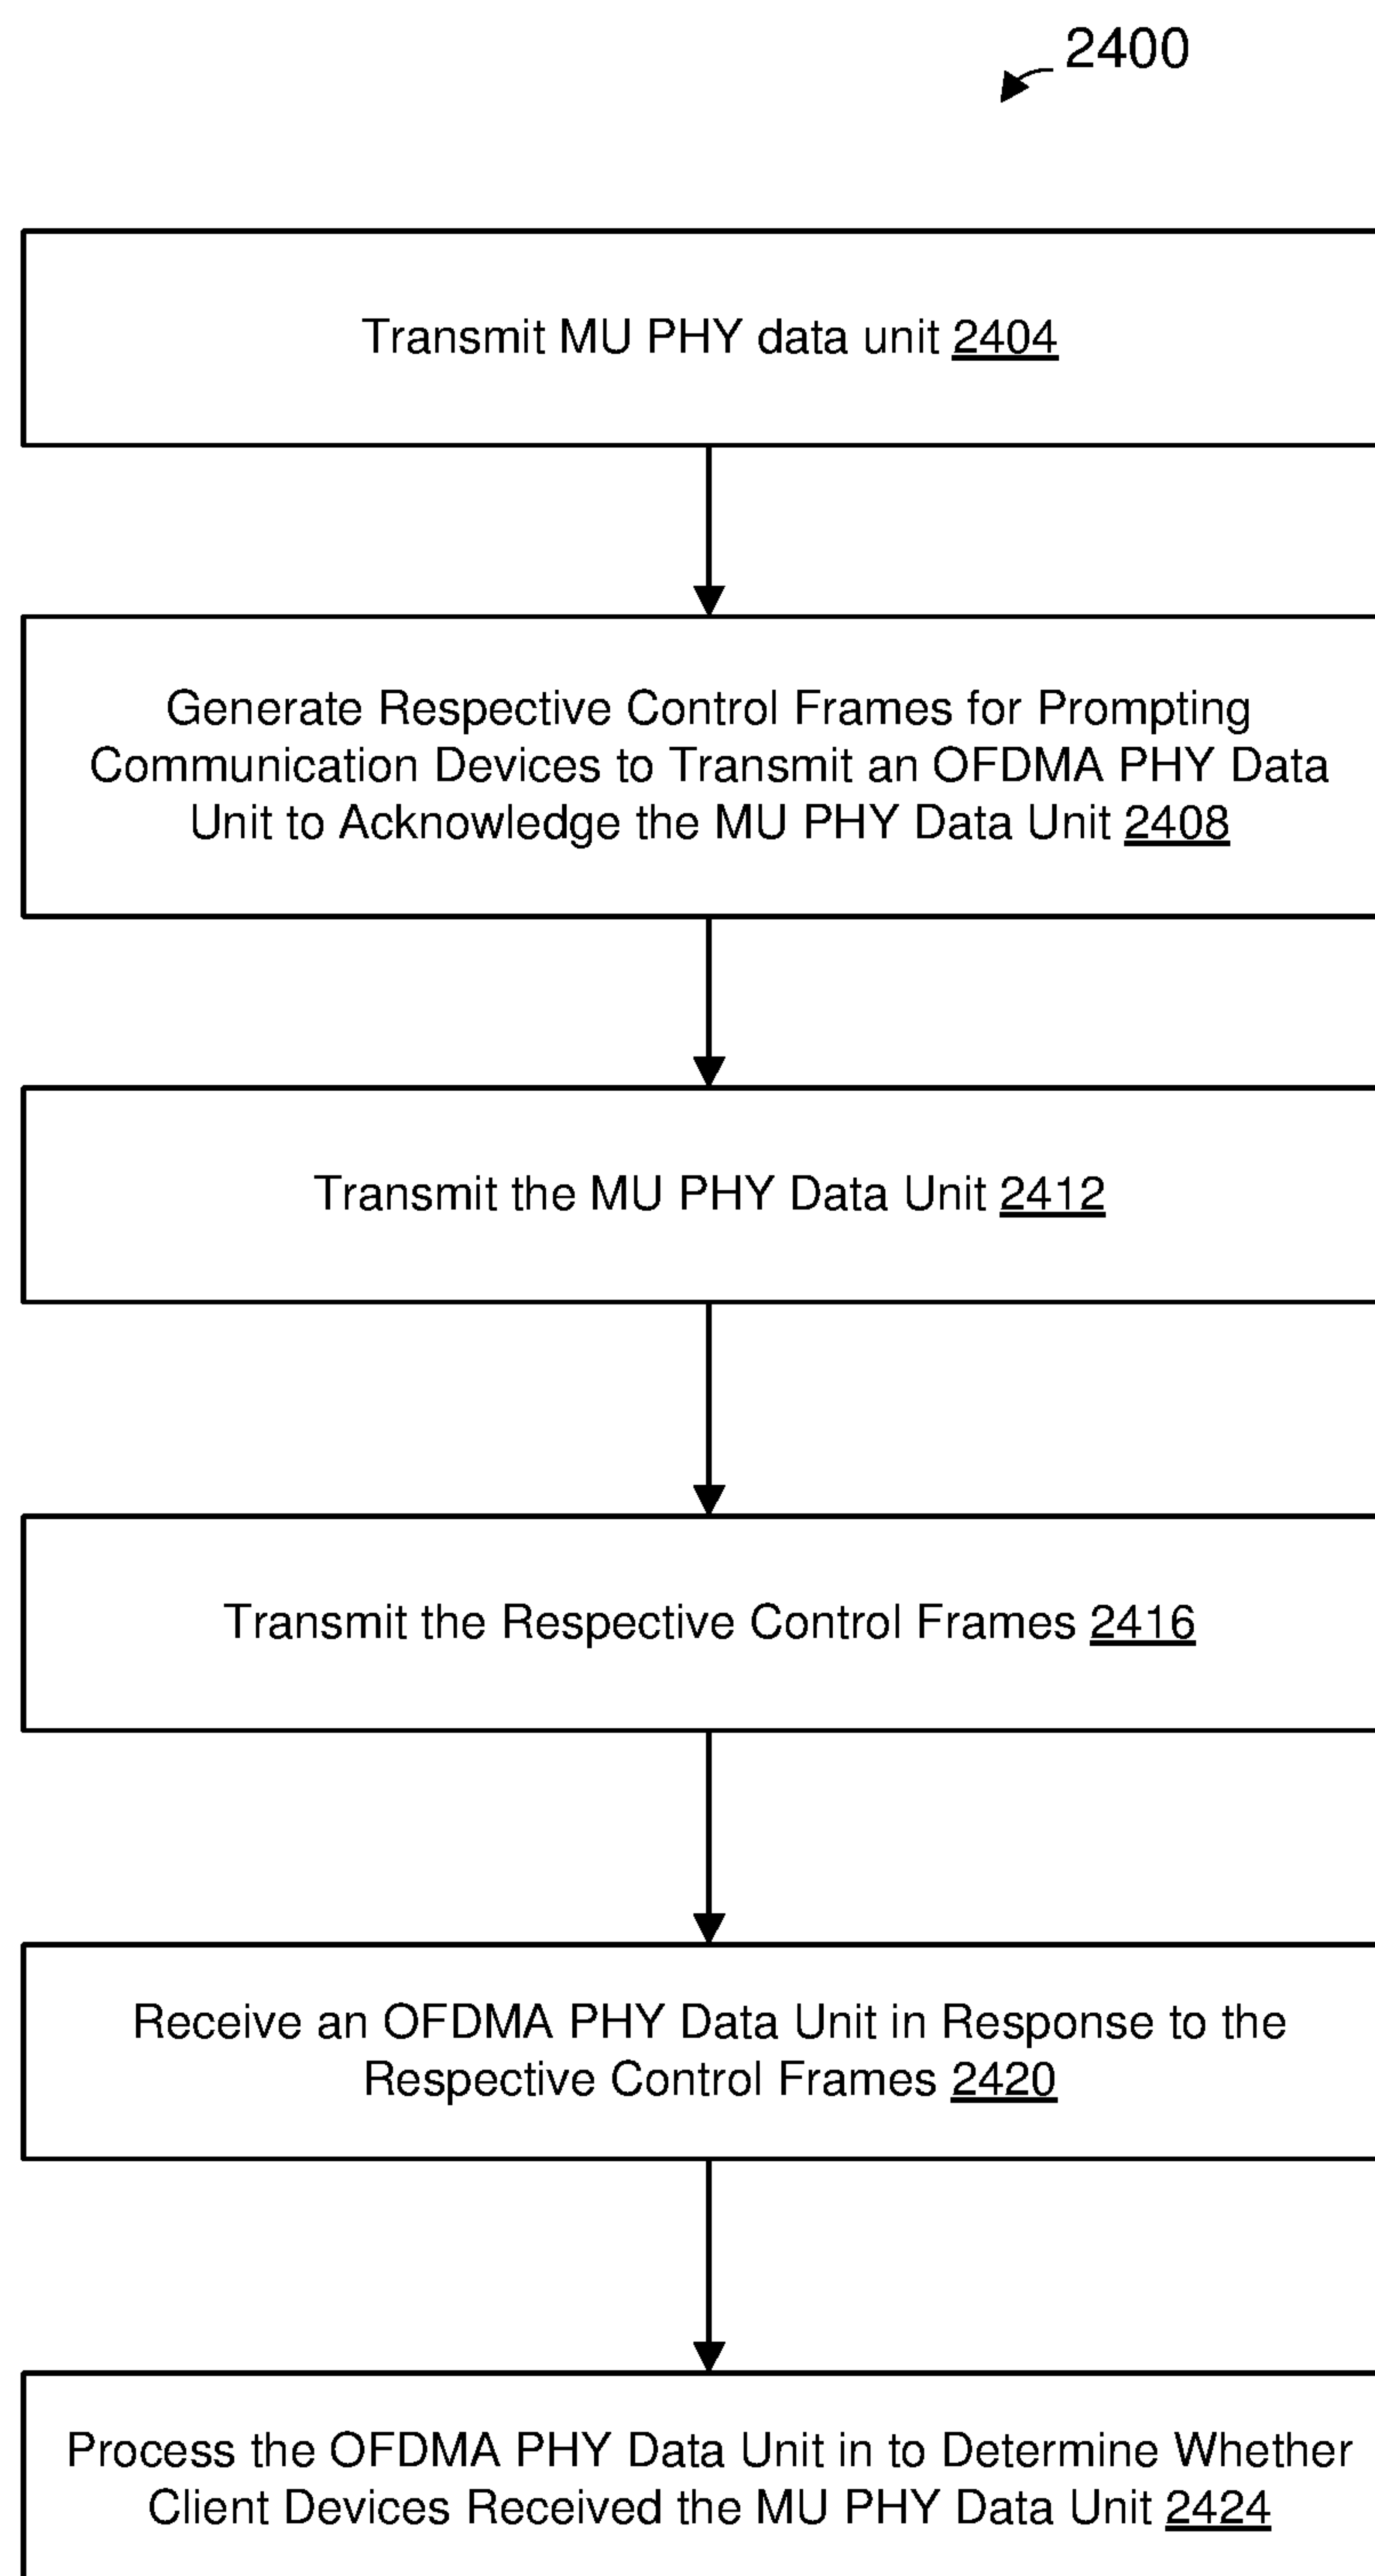 2400
Transmit MU PHY data unit 2404
Generate Respective Control Frames for Prompting
Communication Devices to Transmit an OFDMA PHY Data
Unit to Acknowledge the MU PHY Data Unit 2408
Transmit the MU PHY Data Unit 2412
Transmit the Respective Control Frames 2416
Receive an OFDMA PHY Data Unit in Response to the
Respective Control Frames 2420
Process the OFDMA PHY Data Unit in to Determine Whether
Client Devices Received the MU PHY Data Unit 2424